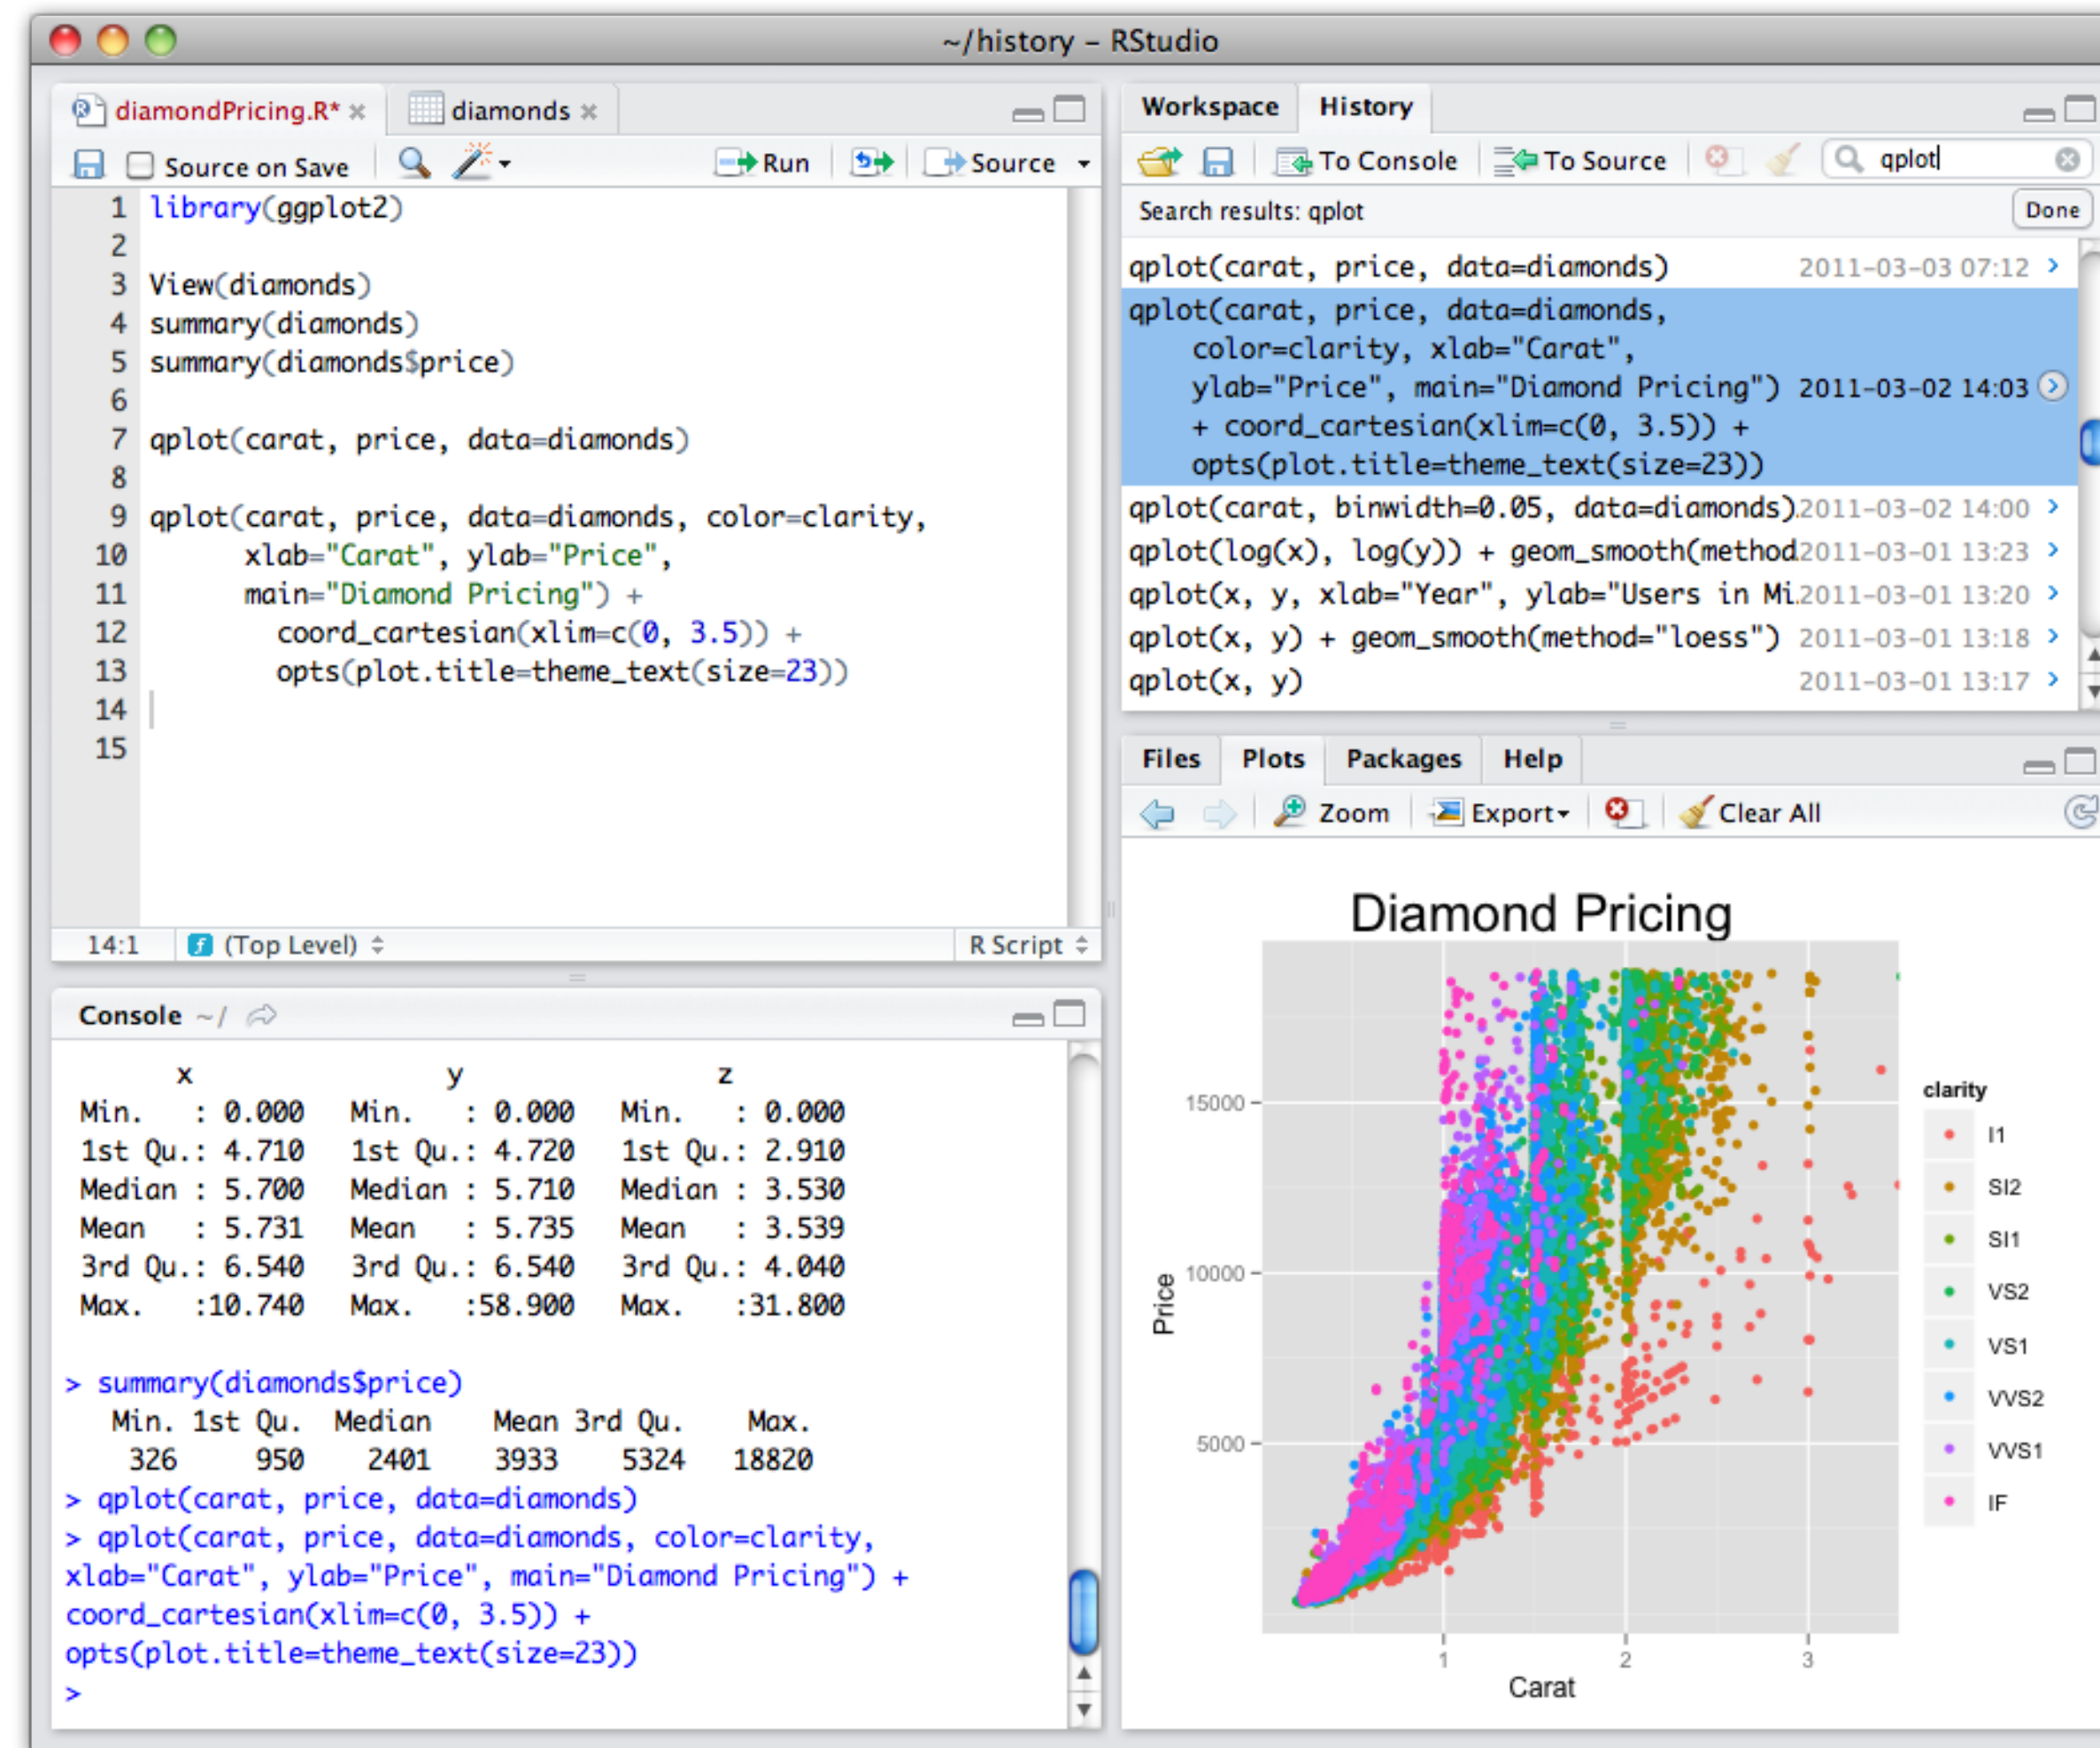 ~/history – RStudio
diamondPricing.R* diamonds
Source on Save Run Source
1 library(ggplot2)
2
3 View(diamonds)
4 summary(diamonds)
5 summary(diamonds$price)
6
7 qplot(carat, price, data=diamonds)
8
9 qplot(carat, price, data=diamonds, color=clarity,
10 xlab="Carat", ylab="Price",
11 main="Diamond Pricing") +
12 coord_cartesian(xlim=c(0, 3.5)) +
13 opts(plot.title=theme_text(size=23))
14
15
14:1 (Top Level) R Script
Console ~/
x y z
Min. : 0.000 Min. : 0.000 Min. : 0.000
1st Qu.: 4.710 1st Qu.: 4.720 1st Qu.: 2.910
Median : 5.700 Median : 5.710 Median : 3.530
Mean : 5.731 Mean : 5.735 Mean : 3.539
3rd Qu.: 6.540 3rd Qu.: 6.540 3rd Qu.: 4.040
Max. :10.740 Max. :58.900 Max. :31.800
> summary(diamonds$price)
Min. 1st Qu. Median Mean 3rd Qu. Max.
326 950 2401 3933 5324 18820
> qplot(carat, price, data=diamonds)
> qplot(carat, price, data=diamonds, color=clarity,
xlab="Carat", ylab="Price", main="Diamond Pricing") +
coord_cartesian(xlim=c(0, 3.5)) +
opts(plot.title=theme_text(size=23))
>
Workspace History
To Console To Source qplot
Search results: qplot Done
qplot(carat, price, data=diamonds) 2011-03-03 07:12
qplot(carat, price, data=diamonds,
color=clarity, xlab="Carat",
ylab="Price", main="Diamond Pricing") 2011-03-02 14:03
+ coord_cartesian(xlim=c(0, 3.5)) +
opts(plot.title=theme_text(size=23))
qplot(carat, binwidth=0.05, data=diamonds). 2011-03-02 14:00
qplot(log(x), log(y)) + geom_smooth(method. 2011-03-01 13:23
qplot(x, y, xlab="Year", ylab="Users in Mi. 2011-03-01 13:20
qplot(x, y) + geom_smooth(method="loess") 2011-03-01 13:18
qplot(x, y) 2011-03-01 13:17
Files Plots Packages Help
Zoom Export Clear All
Diamond Pricing
15000
10000
5000
Price
1 2 3
Carat
clarity
I1
SI2
SI1
VS2
VS1
VVS2
VVS1
IF